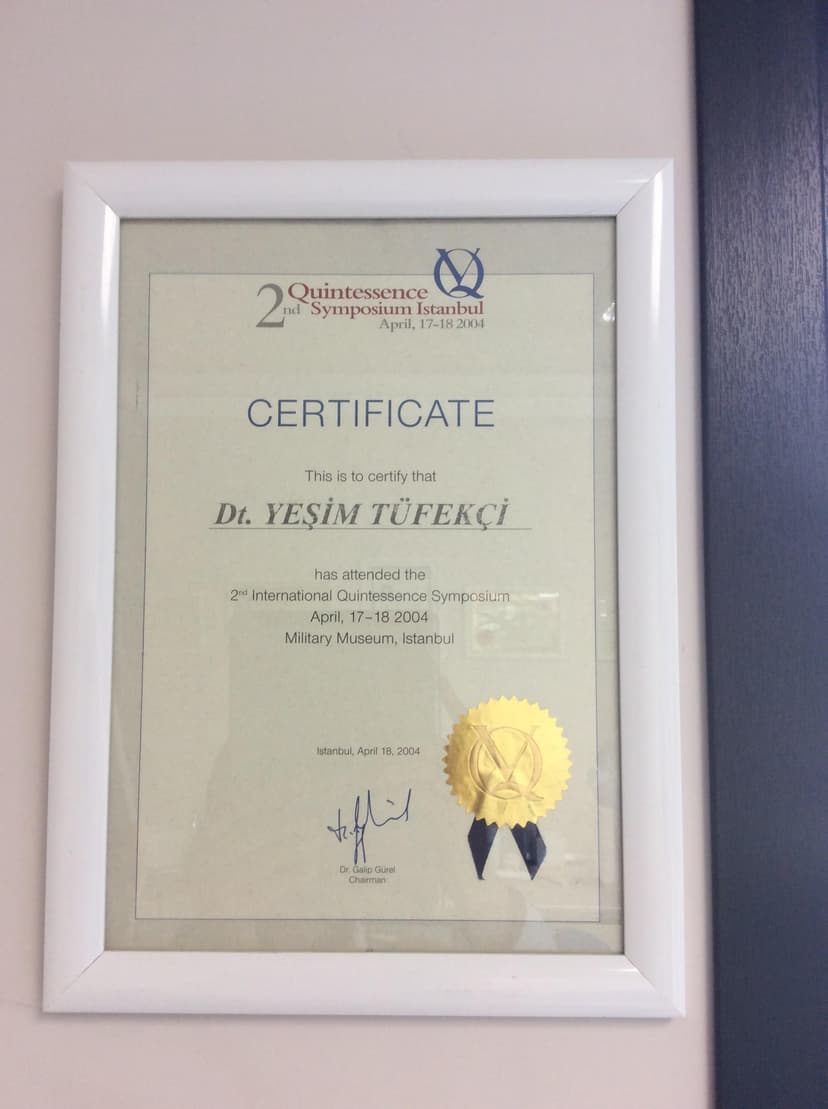 2nd Quintessence
Symposium Istanbul
April, 17-18 2004
CERTIFICATE
This is to certify that
Dt. YEŞİM TÜFEKÇİ
has attended the
2nd International Quintessence Symposium
April, 17-18 2004
Military Museum, Istanbul
Istanbul, April 18, 2004
Dr. Galip Gürel
Chairman